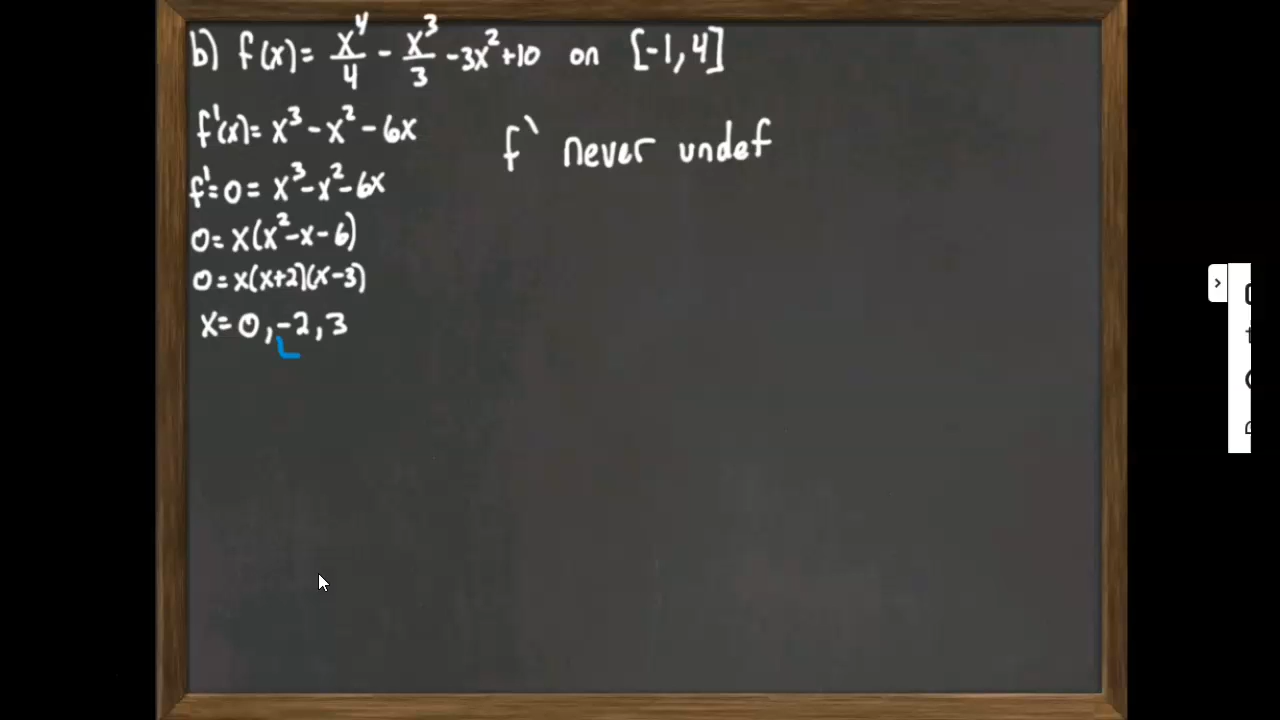 b) f(x) = x⁴/4 - x³/3 - 3x² + 10 on [-1, 4]
f'(x) = x³ - x² - 6x
f' never undef
f' = 0 = x³ - x² - 6x
0 = x(x² - x - 6)
0 = x(x+2)(x-3)
x = 0, -2, 3